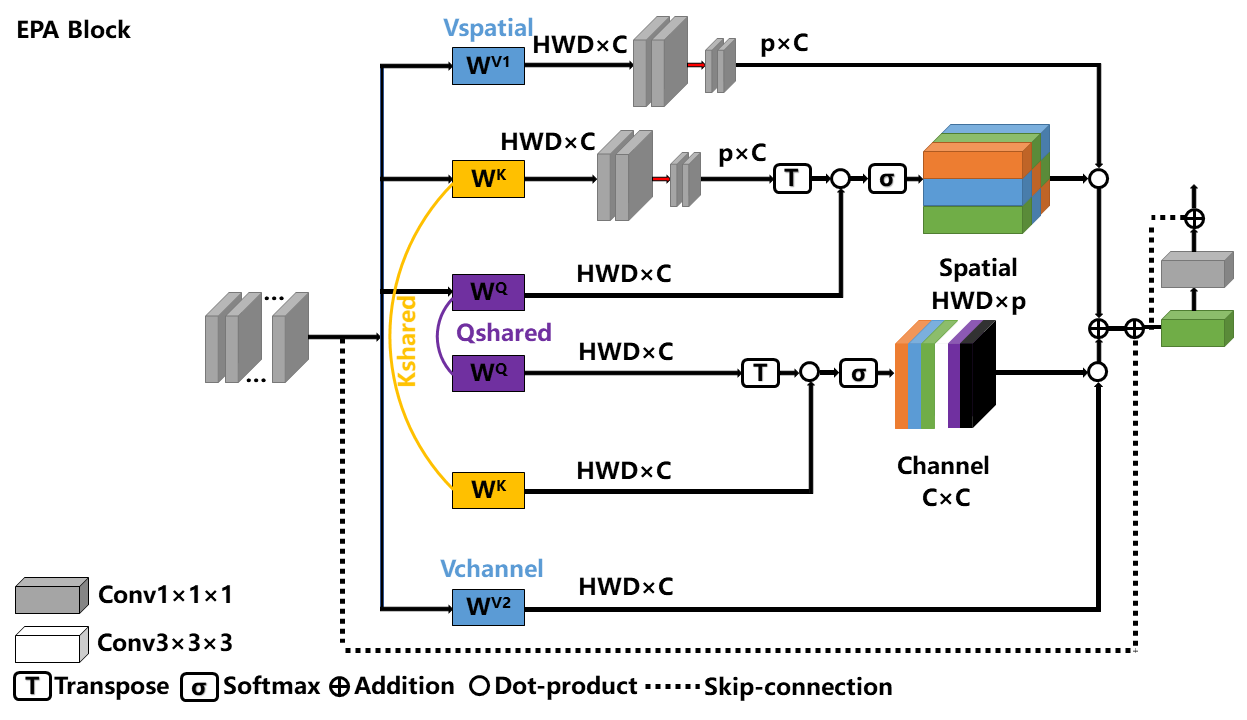 EPA Block
Vspatial
W^V1
HWD×C
p×C
HWD×C
W^K
p×C
T
σ
Spatial
HWD×p
W^Q
HWD×C
Kshared
Qshared
W^Q
HWD×C
T
σ
Channel
C×C
W^K
HWD×C
Vchannel
W^V2
HWD×C
Conv1×1×1
Conv3×3×3
T Transpose σ Softmax ⊕ Addition ○ Dot-product ······ Skip-connection